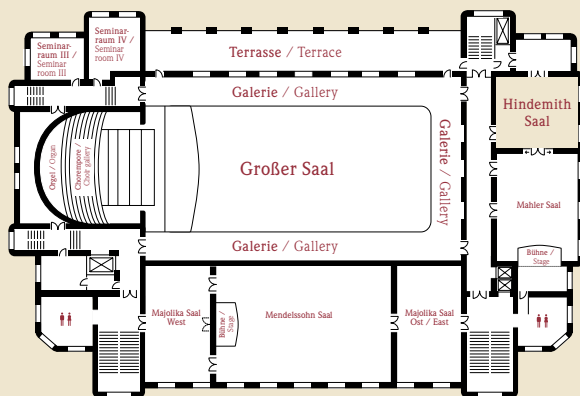 Seminar-
raum III /
Seminar
room III
Seminar-
raum IV /
Seminar
room IV
Terrasse / Terrace
Galerie / Gallery
Hindemith
Saal
Orgel / Organ
Chorempore /
Choir gallery
Großer Saal
Galerie / Gallery
Mahler Saal
Galerie / Gallery
Bühne /
Stage
Majolika Saal
West
Bühne /
Stage
Mendelssohn Saal
Majolika Saal
Ost / East